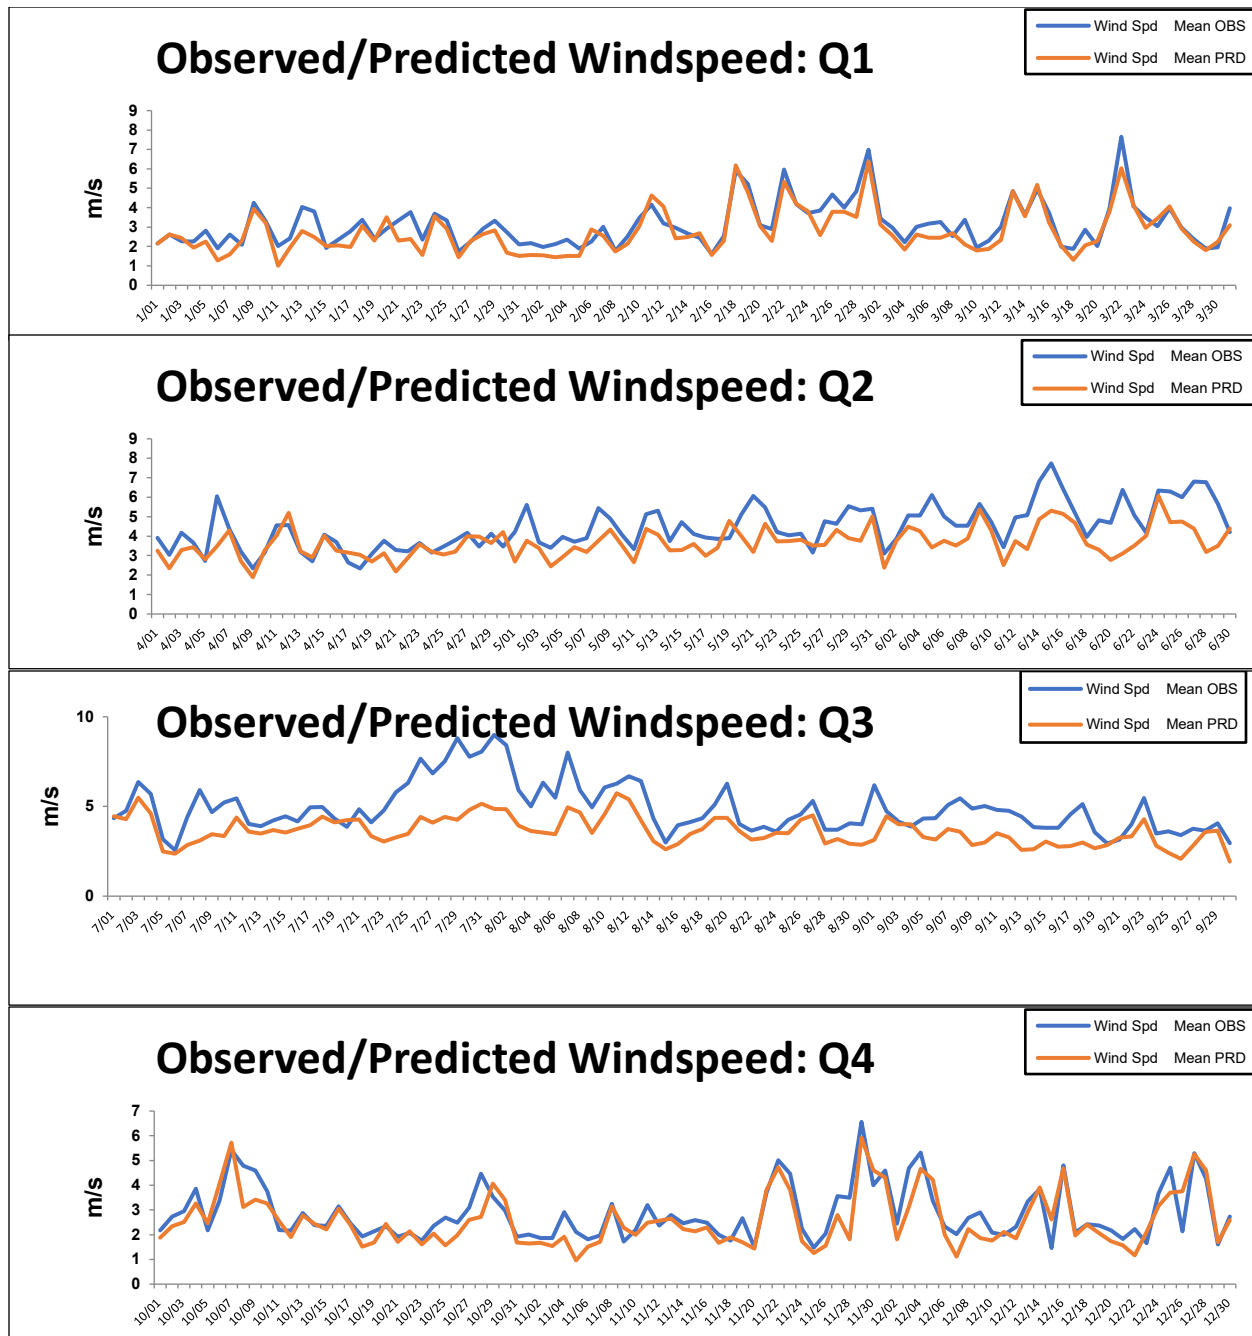 Wind Spd Mean OBS
Observed/Predicted Windspeed: Q1
Wind Spd Mean PRD
9
8
7
6
5
4
3
2
1
0
m/s
1/01 1/03 1/05 1/07 1/09 1/11 1/13 1/15 1/17 1/19 1/21 1/23 1/25 1/27 1/29 1/31 2/02 2/04 2/06 2/08 2/10 2/12 2/14 2/16 2/18 2/20 2/22 2/24 2/26 2/28 3/02 3/04 3/06 3/08 3/10 3/12 3/14 3/16 3/18 3/20 3/22 3/24 3/26 3/28 3/30
Wind Spd Mean OBS
Observed/Predicted Windspeed: Q2
Wind Spd Mean PRD
9
8
7
6
5
4
3
2
1
0
m/s
4/01 4/03 4/05 4/07 4/09 4/11 4/13 4/15 4/17 4/19 4/21 4/23 4/25 4/27 4/29 5/01 5/03 5/05 5/07 5/09 5/11 5/13 5/15 5/17 5/19 5/21 5/23 5/25 5/27 5/29 5/31 6/02 6/04 6/06 6/08 6/10 6/12 6/14 6/16 6/18 6/20 6/22 6/24 6/26 6/28 6/30
Wind Spd Mean OBS
Observed/Predicted Windspeed: Q3
Wind Spd Mean PRD
10
5
0
m/s
7/01 7/03 7/05 7/07 7/09 7/11 7/13 7/15 7/17 7/19 7/21 7/23 7/25 7/27 7/29 7/31 8/02 8/04 8/06 8/08 8/10 8/12 8/14 8/16 8/18 8/20 8/22 8/24 8/26 8/28 8/30 9/01 9/03 9/05 9/07 9/09 9/11 9/13 9/15 9/17 9/19 9/21 9/23 9/25 9/27 9/29
Wind Spd Mean OBS
Observed/Predicted Windspeed: Q4
Wind Spd Mean PRD
7
6
5
4
3
2
1
0
m/s
10/01 10/03 10/05 10/07 10/09 10/11 10/13 10/15 10/17 10/19 10/21 10/23 10/25 10/27 10/29 10/31 11/02 11/04 11/06 11/08 11/10 11/12 11/14 11/16 11/18 11/20 11/22 11/24 11/26 11/28 11/30 12/02 12/04 12/06 12/08 12/10 12/12 12/14 12/16 12/18 12/20 12/22 12/24 12/26 12/28 12/30